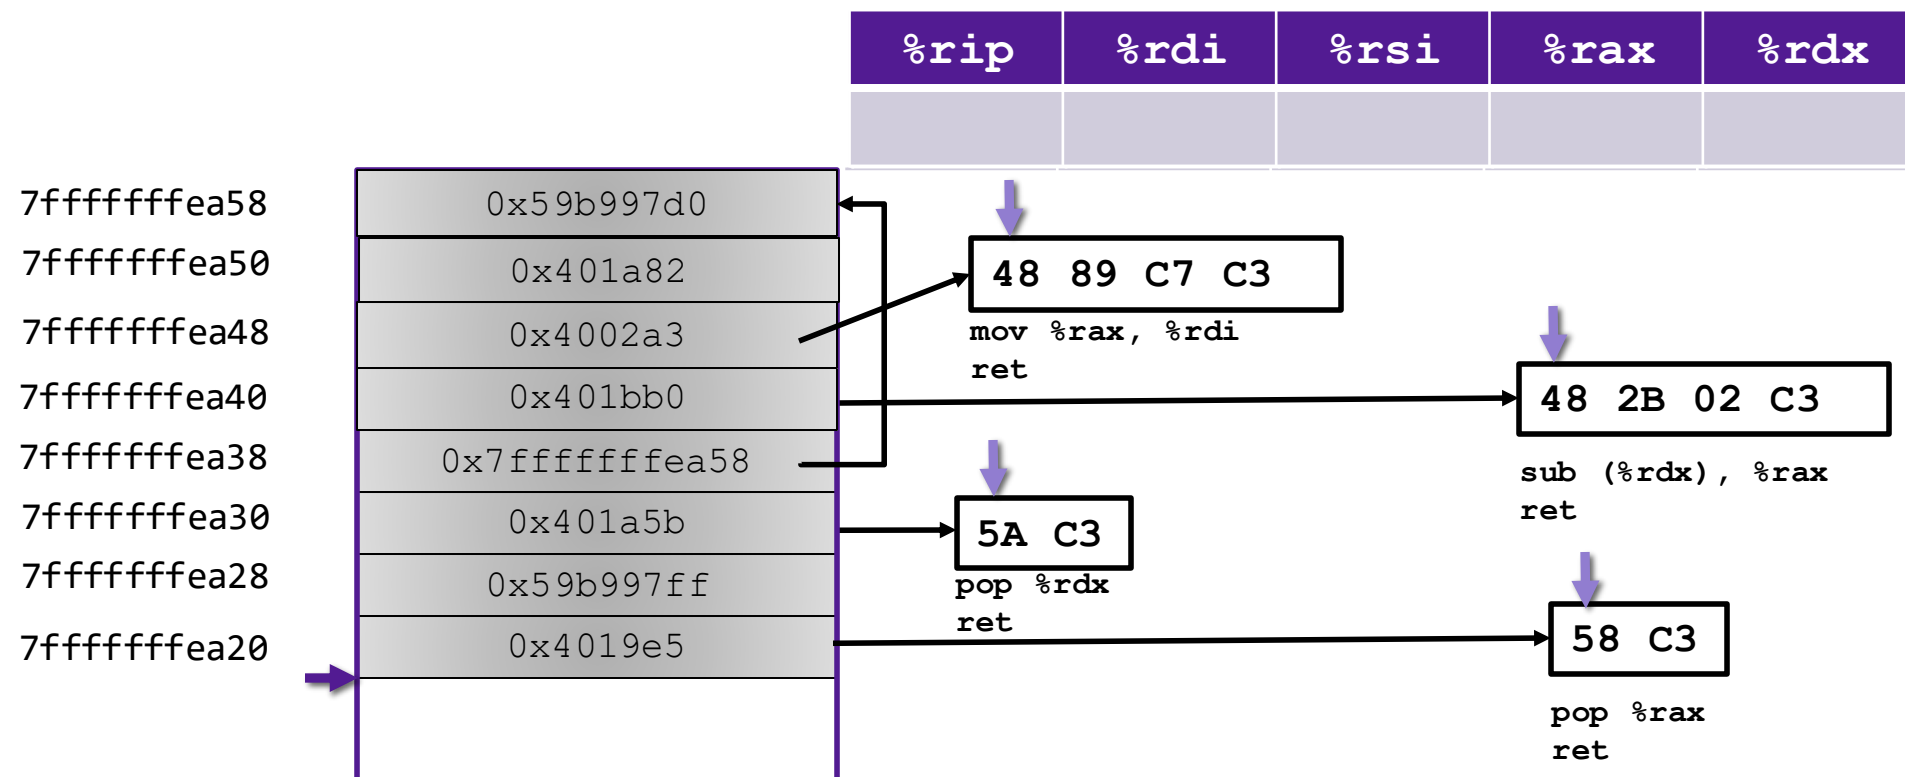 %rip %rdi %rsi %rax %rdx
7fffffffea58 0x59b997d0
7fffffffea50 0x401a82
48 89 C7 C3
7fffffffea48 0x4002a3
mov %rax, %rdi
ret
7fffffffea40 0x401bb0
48 2B 02 C3
7fffffffea38 0x7fffffffea58
sub (%rdx), %rax
ret
7fffffffea30 0x401a5b
5A C3
7fffffffea28 0x59b997ff
pop %rdx
ret
7fffffffea20 0x4019e5
58 C3
pop %rax
ret